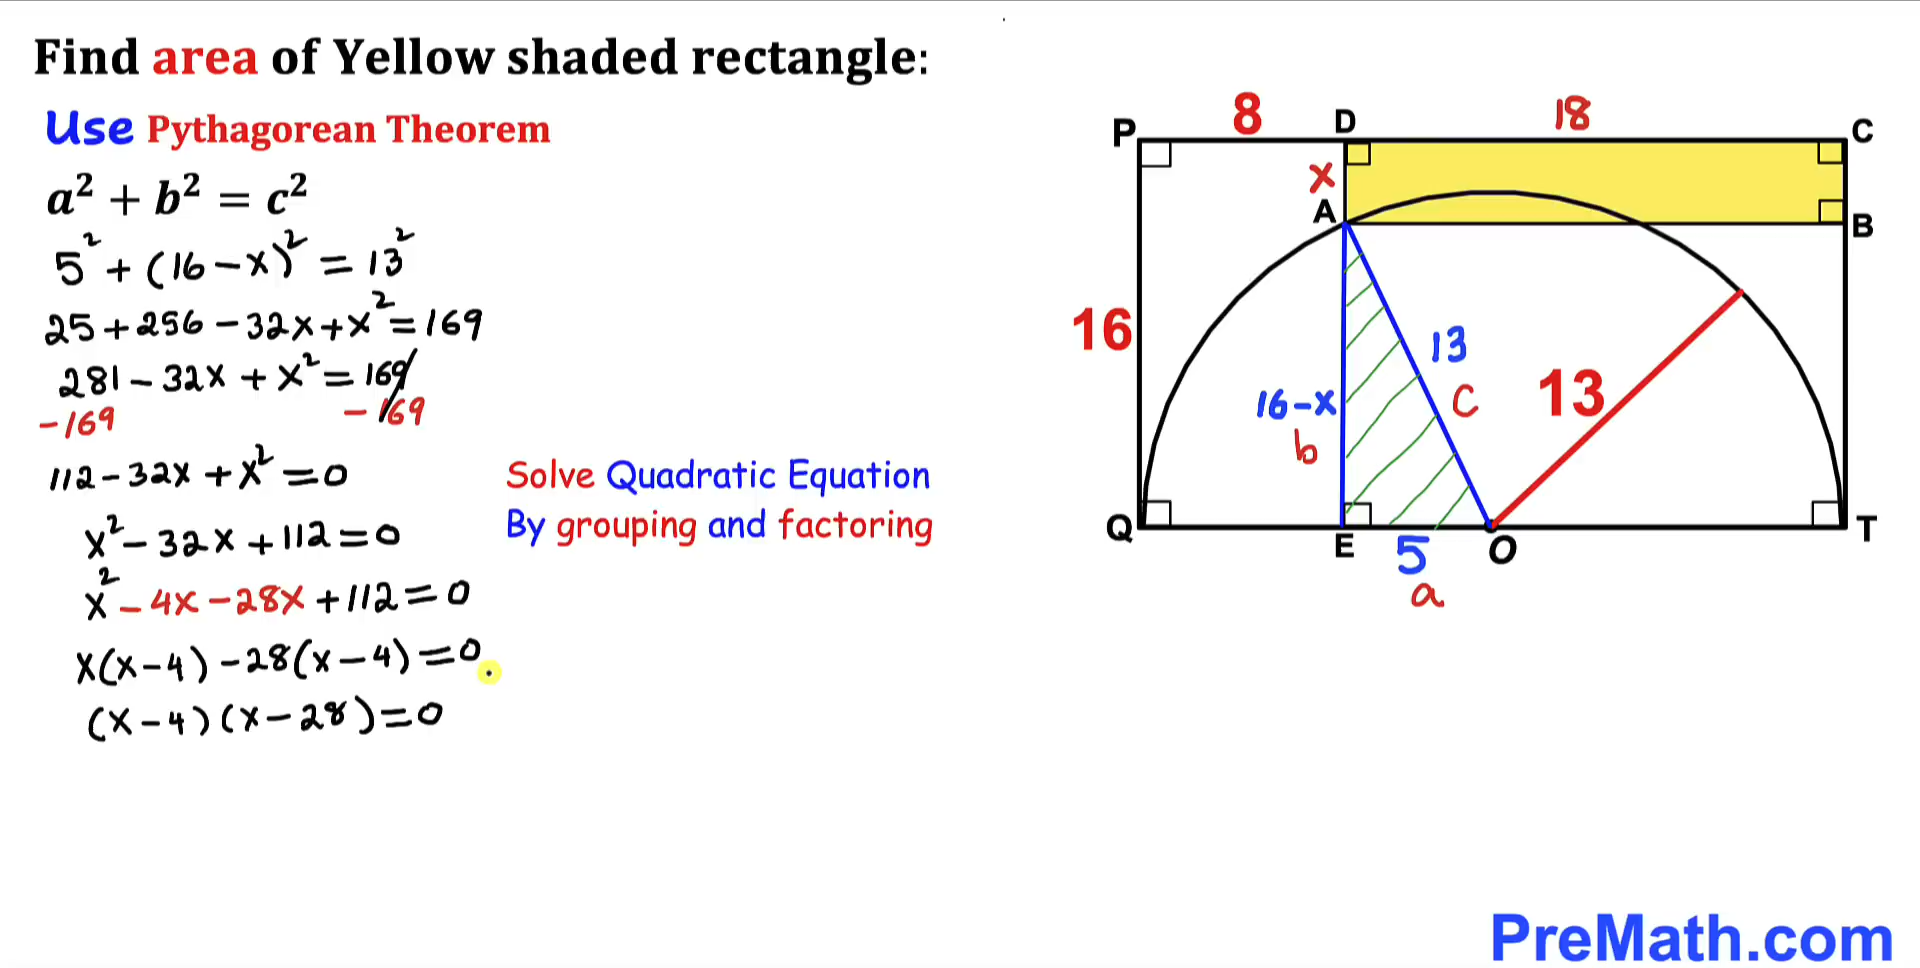 Find area of Yellow shaded rectangle:
Use Pythagorean Theorem
a² + b² = c²
5² + (16 - x)² = 13²
25 + 256 - 32x + x² = 169
281 - 32x + x² = 169
-169 - 169
112 - 32x + x² = 0
x² - 32x + 112 = 0
x² - 4x - 28x + 112 = 0
x(x - 4) - 28(x - 4) = 0
(x - 4)(x - 28) = 0
Solve Quadratic Equation
By grouping and factoring
P 8 D 18 C
x
A B
16
13
16-x C 13
b
Q E 5 O T
a
PreMath.com